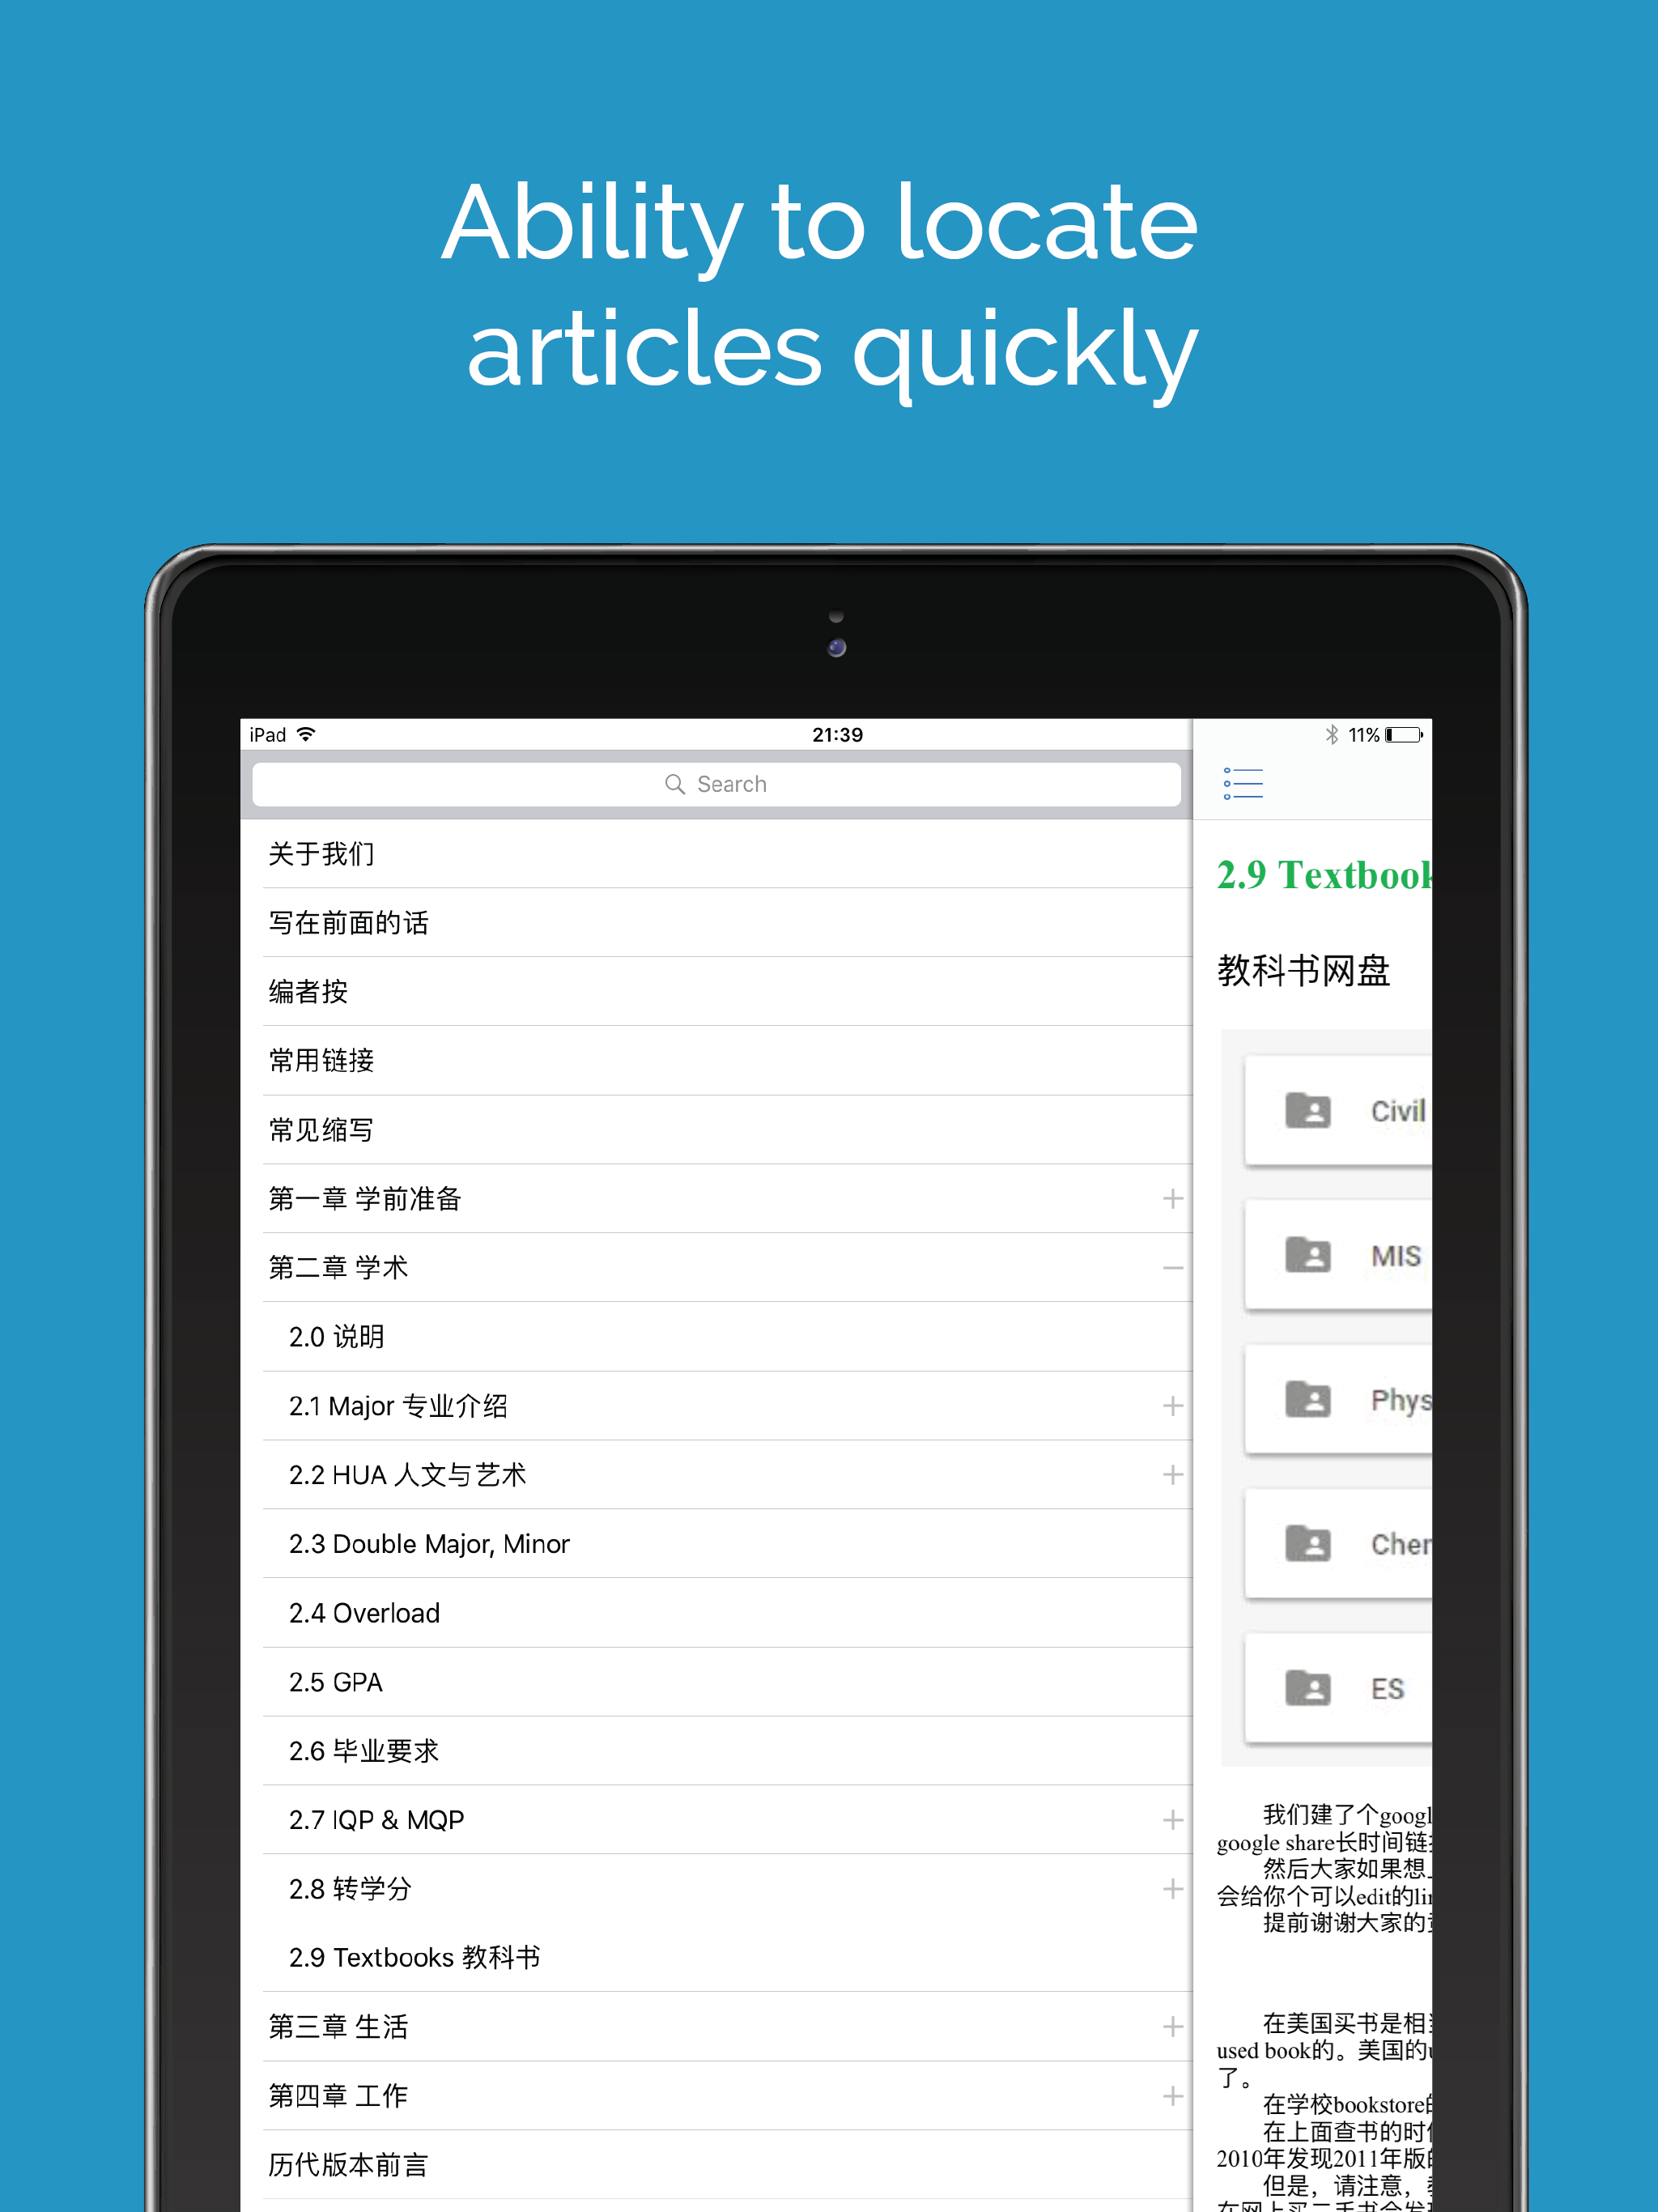 Ability to locate
articles quickly
iPad
21:39
11%
Search
关于我们
写在前面的话
编者按
常用链接
常见缩写
第一章 学前准备
第二章 学术
2.0 说明
2.1 Major 专业介绍
2.2 HUA 人文与艺术
2.3 Double Major, Minor
2.4 Overload
2.5 GPA
2.6 毕业要求
2.7 IQP & MQP
2.8 转学分
2.9 Textbooks 教科书
第三章 生活
第四章 工作
历代版本前言
2.9 Textbook
教科书网盘
Civil
MIS
Phys
Chem
ES
我们建了个googl
google share长时间链
然后大家如果想
会给你个可以edit的lin
提前谢谢大家的
在美国买书是相
used book的。美国的u
了。
在学校bookstore
在上面查书的时
2010年发现2011年版
但是，请注意，